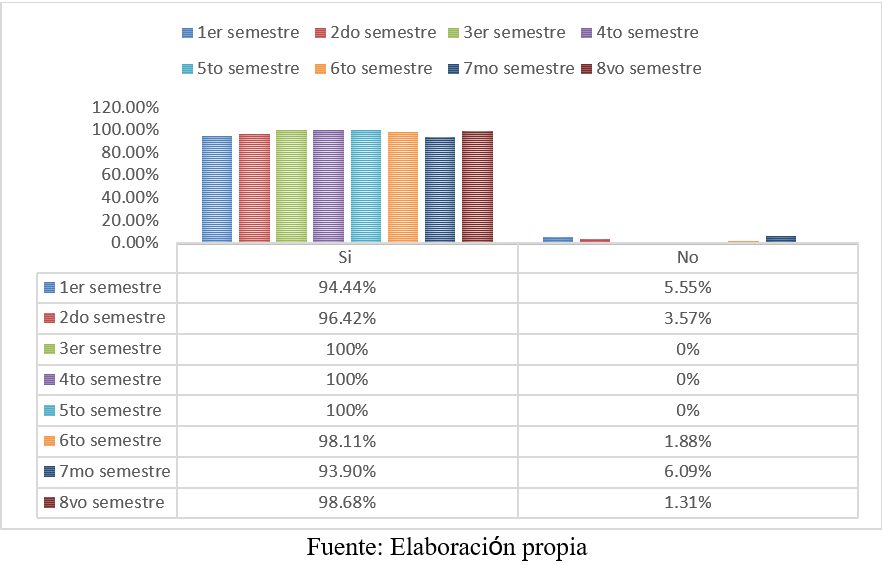 1er semestre 2do semestre 3er semestre 4to semestre
5to semestre 6to semestre 7mo semestre 8vo semestre
120.00%
100.00%
80.00%
60.00%
40.00%
20.00%
0.00%
Si No
1er semestre 94.44% 5.55%
2do semestre 96.42% 3.57%
3er semestre 100% 0%
4to semestre 100% 0%
5to semestre 100% 0%
6to semestre 98.11% 1.88%
7mo semestre 93.90% 6.09%
8vo semestre 98.68% 1.31%
Fuente: Elaboración propia